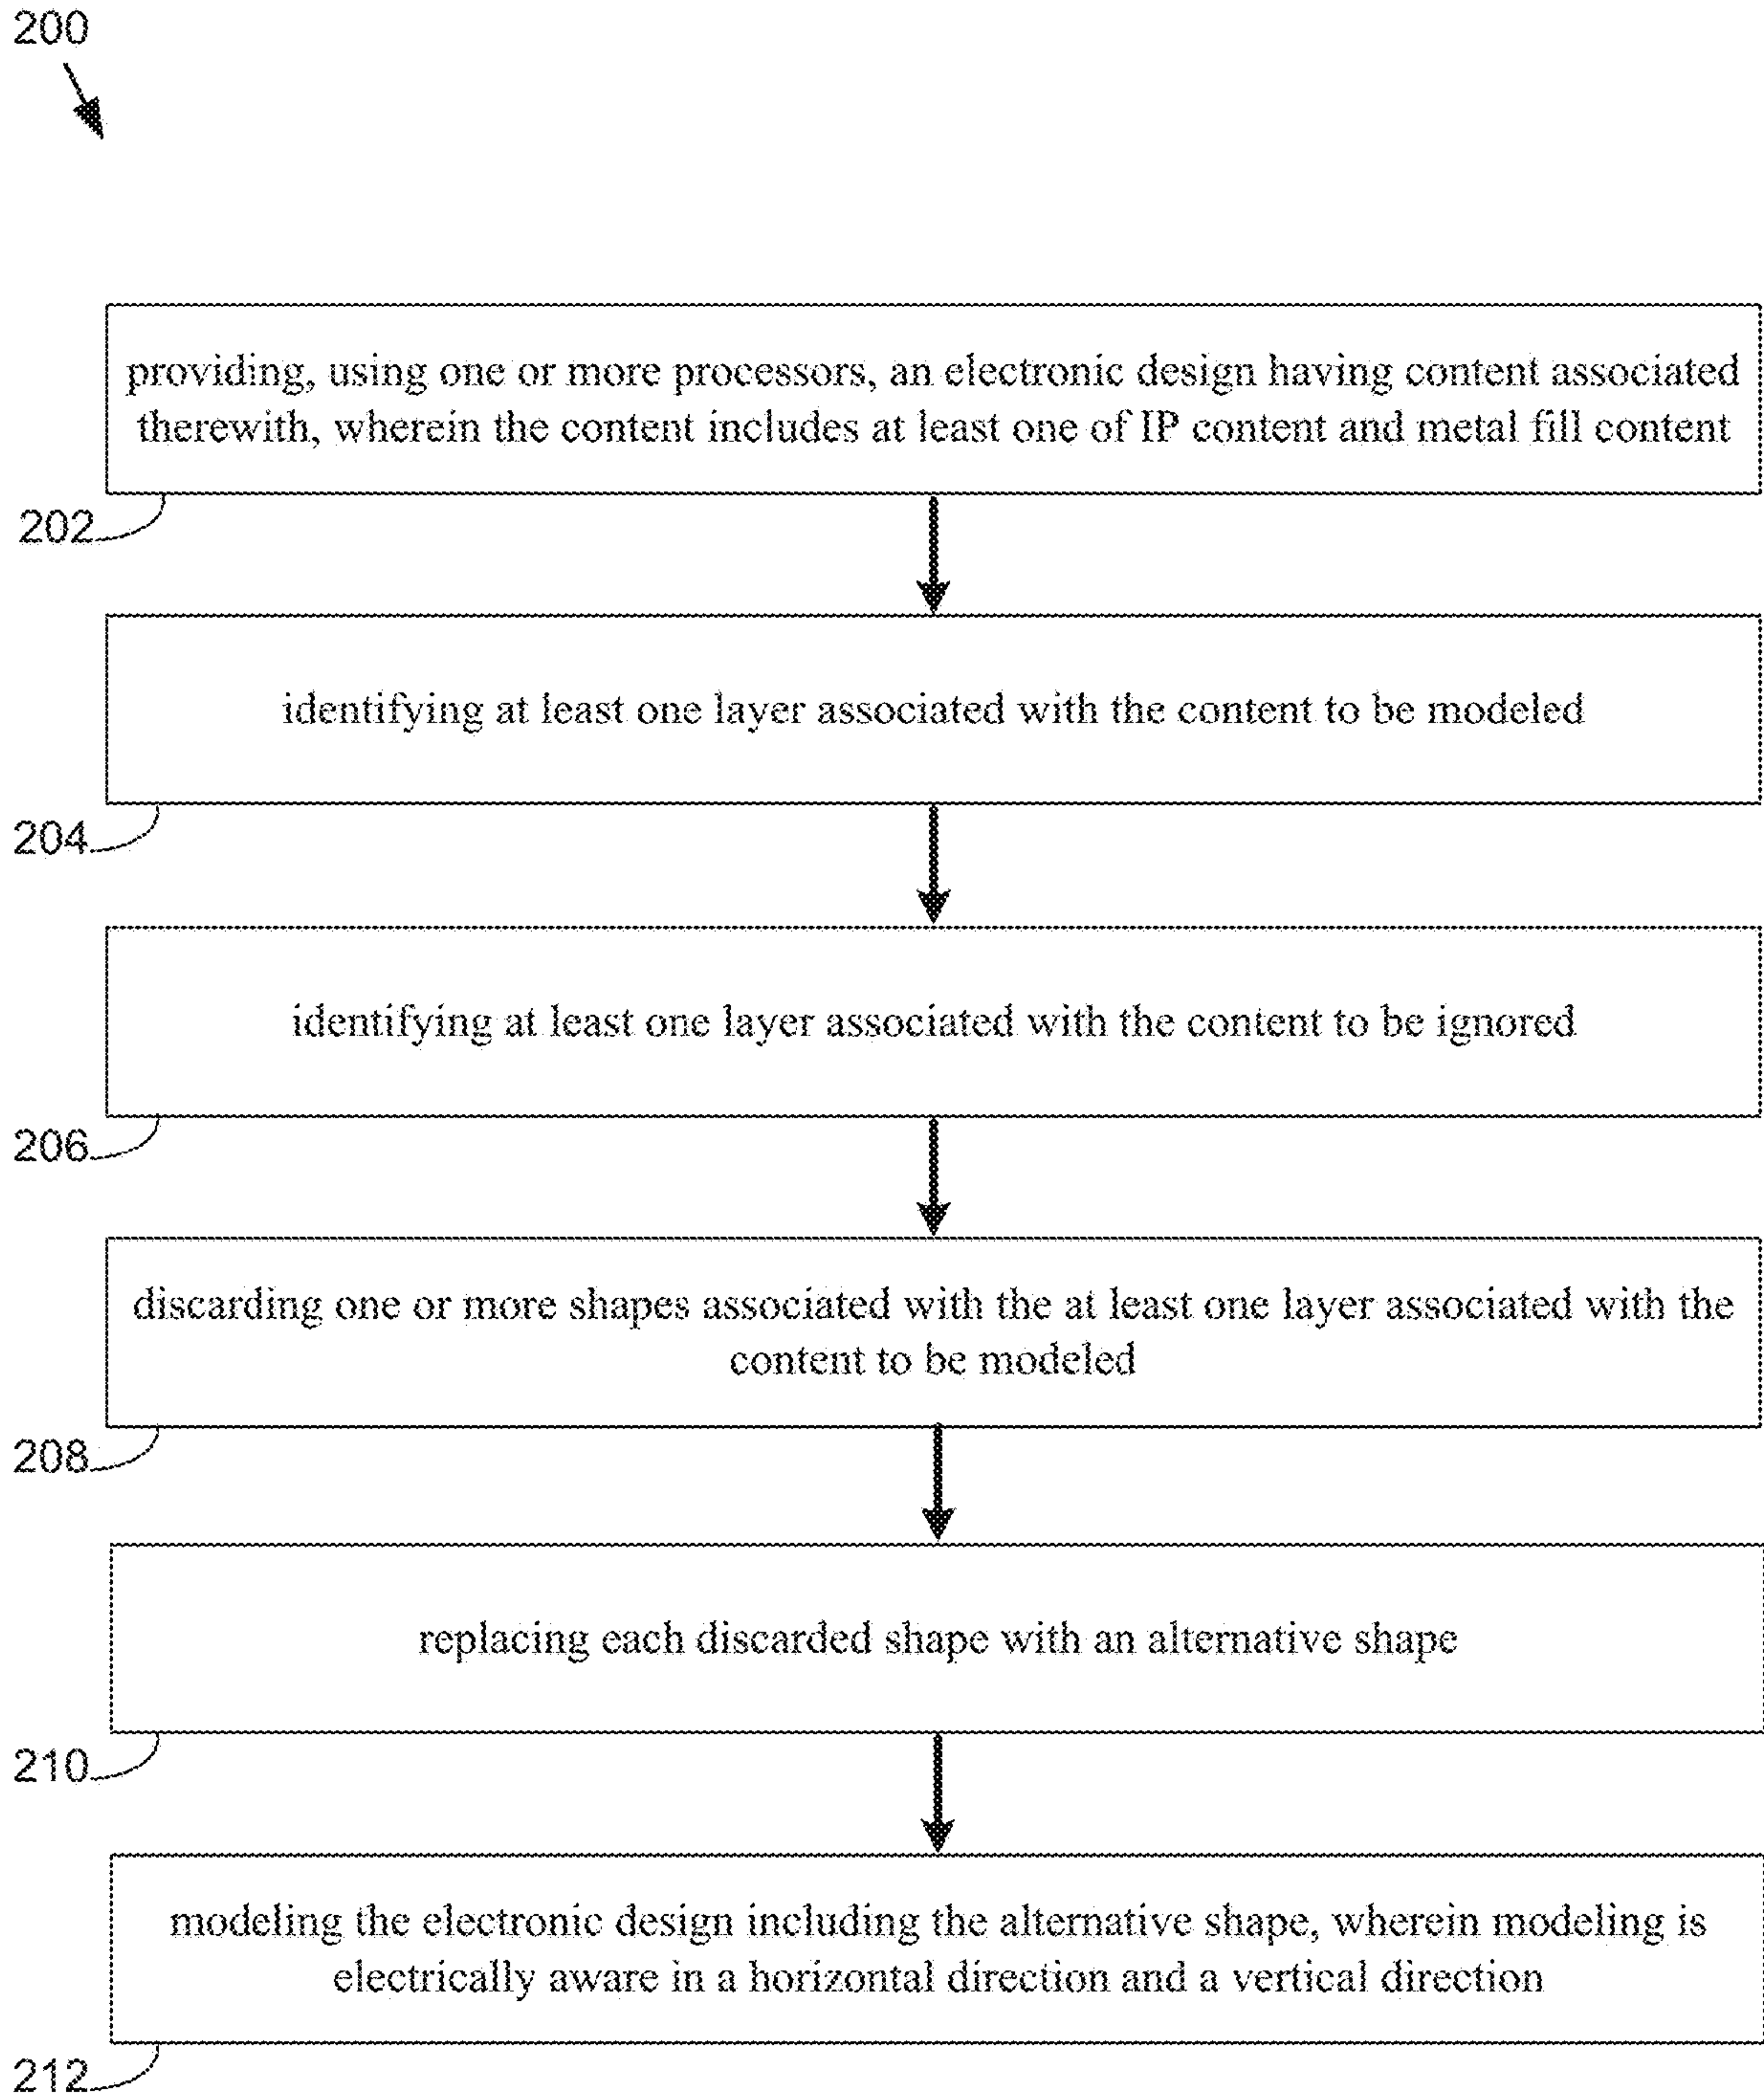 200
providing, using one or more processors, an electronic design having content associated
therewith, wherein the content includes at least one of IP content and metal fill content
202
identifying at least one layer associated with the content to be modeled
204
identifying at least one layer associated with the content to be ignored
206
discarding one or more shapes associated with the at least one layer associated with the
content to be modeled
208
replacing each discarded shape with an alternative shape
210
modeling the electronic design including the alternative shape, wherein modeling is
electrically aware in a horizontal direction and a vertical direction
212